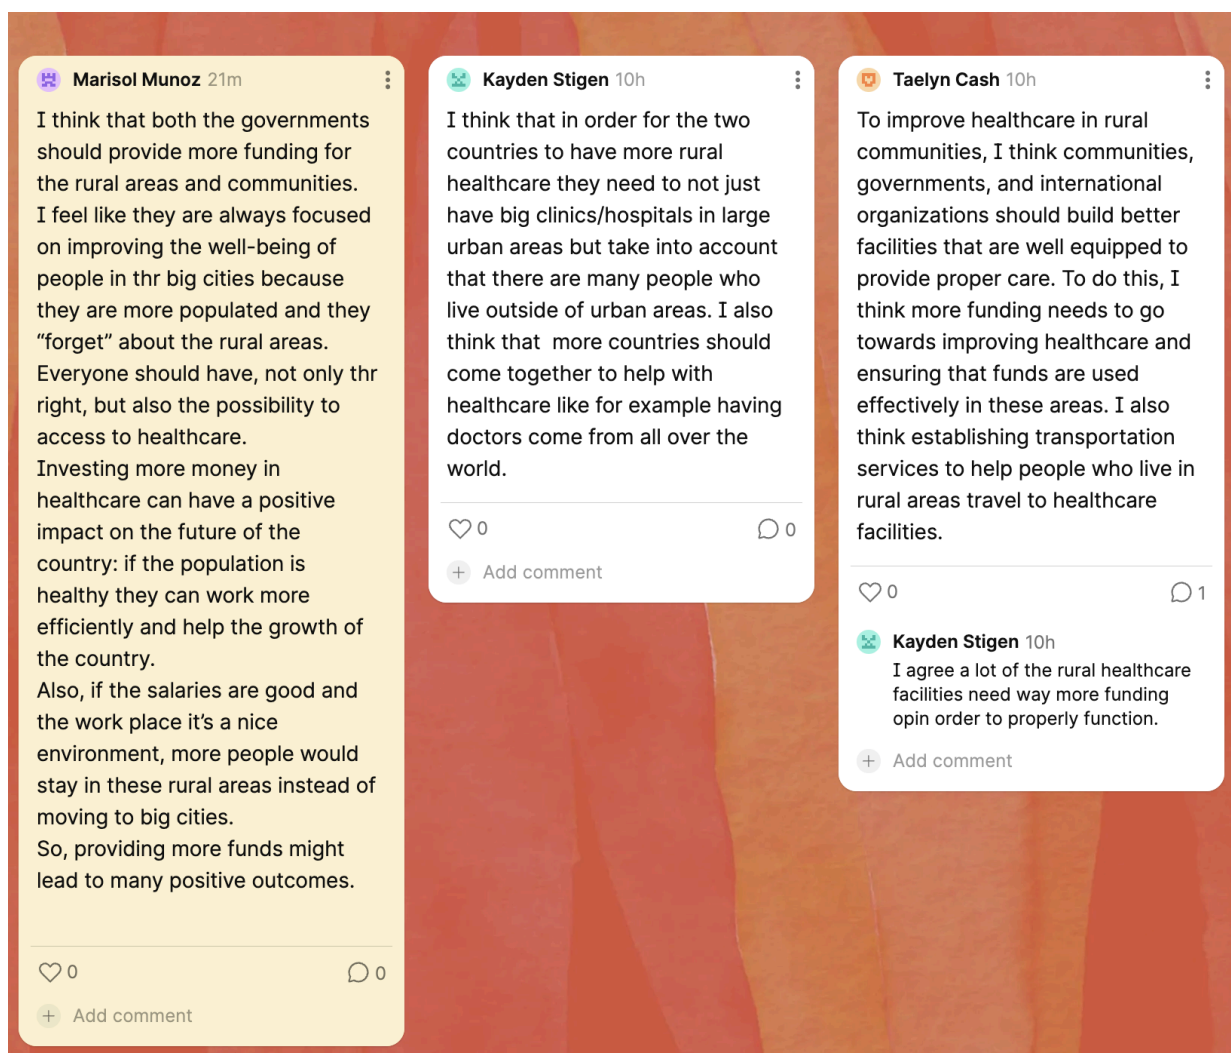 Marisol Munoz 21m
I think that both the governments
should provide more funding for
the rural areas and communities.
I feel like they are always focused
on improving the well-being of
people in thr big cities because
they are more populated and they
“forget” about the rural areas.
Everyone should have, not only thr
right, but also the possibility to
access to healthcare.
Investing more money in
healthcare can have a positive
impact on the future of the
country: if the population is
healthy they can work more
efficiently and help the growth of
the country.
Also, if the salaries are good and
the work place it’s a nice
environment, more people would
stay in these rural areas instead of
moving to big cities.
So, providing more funds might
lead to many positive outcomes.
0 0
+ Add comment
Kayden Stigen 10h
I think that in order for the two
countries to have more rural
healthcare they need to not just
have big clinics/hospitals in large
urban areas but take into account
that there are many people who
live outside of urban areas. I also
think that  more countries should
come together to help with
healthcare like for example having
doctors come from all over the
world.
0 0
+ Add comment
Taelyn Cash 10h
To improve healthcare in rural
communities, I think communities,
governments, and international
organizations should build better
facilities that are well equipped to
provide proper care. To do this, I
think more funding needs to go
towards improving healthcare and
ensuring that funds are used
effectively in these areas. I also
think establishing transportation
services to help people who live in
rural areas travel to healthcare
facilities.
0 1
Kayden Stigen 10h
I agree a lot of the rural healthcare
facilities need way more funding
opin order to properly function.
+ Add comment